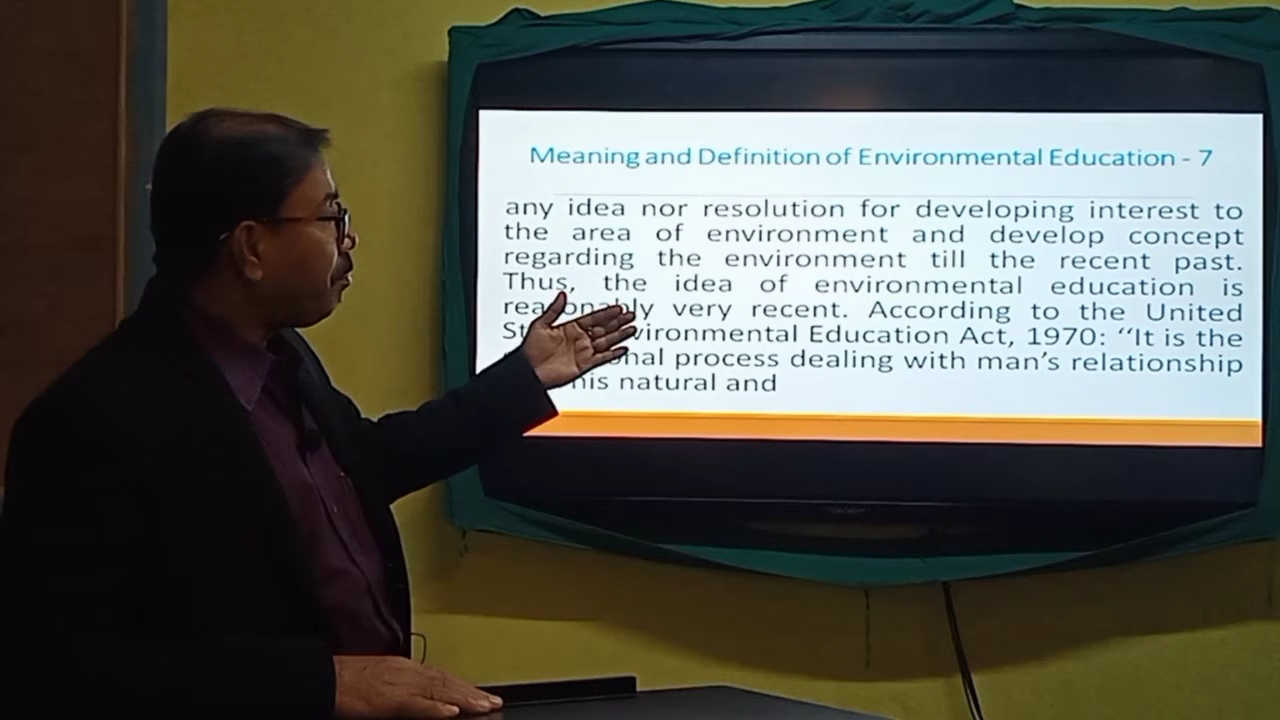 Meaning and Definition of Environmental Education - 7
any idea nor resolution for developing interest to
the area of environment and develop concept
regarding the environment till the recent past.
Thus, the idea of environmental education is
reasonably very recent. According to the United
Environmental Education Act, 1970: ‘‘It is the
process dealing with man’s relationship
his natural and